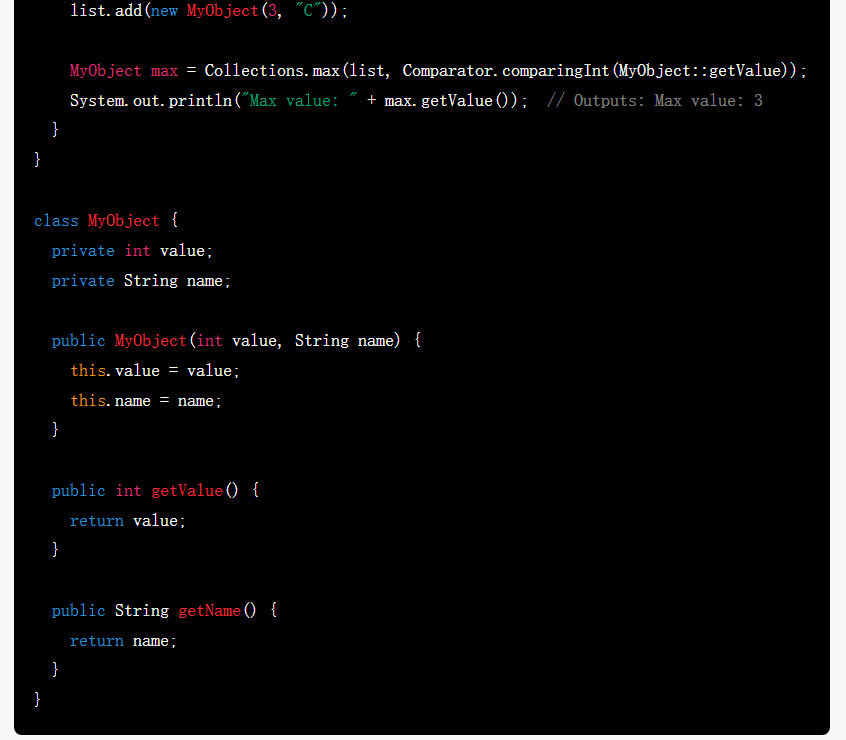 list.add(new MyObject(3, "C"));
MyObject max = Collections.max(list, Comparator.comparingInt(MyObject::getValue));
System.out.println("Max value: " + max.getValue());  // Outputs: Max value: 3
}
}
class MyObject {
private int value;
private String name;
public MyObject(int value, String name) {
this.value = value;
this.name = name;
}
public int getValue() {
return value;
}
public String getName() {
return name;
}
}